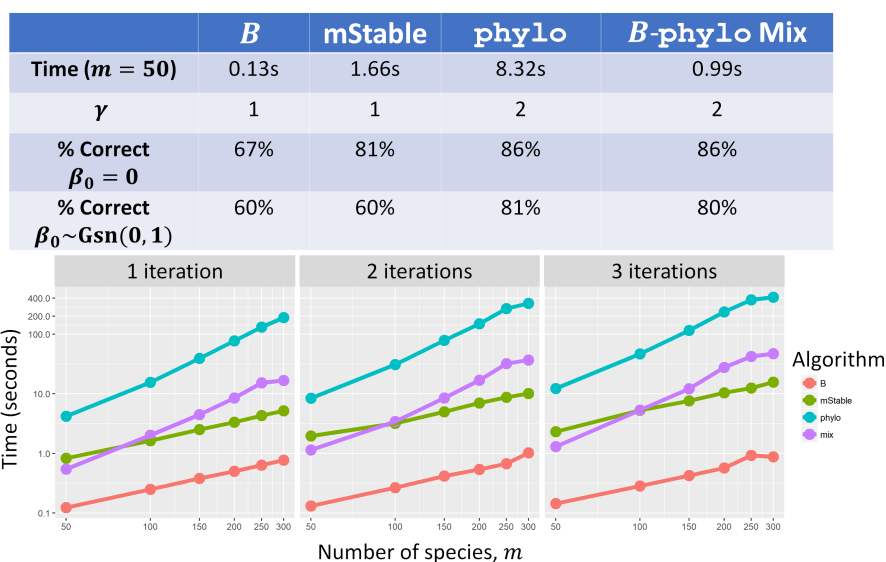 B mStable phylo B-phylo Mix
Time (m = 50) 0.13s 1.66s 8.32s 0.99s
γ 1 1 2 2
% Correct
β₀ = 0 67% 81% 86% 86%
% Correct
β₀~Gsn(0, 1) 60% 60% 81% 80%
1 iteration 2 iterations 3 iterations
400.0
200.0
100.0
10.0
1.0
0.1
Time (seconds)
50 100 150 200 250 300 50 100 150 200 250 300 50 100 150 200 250 300
Number of species, m
Algorithm
B
mStable
phylo
mix